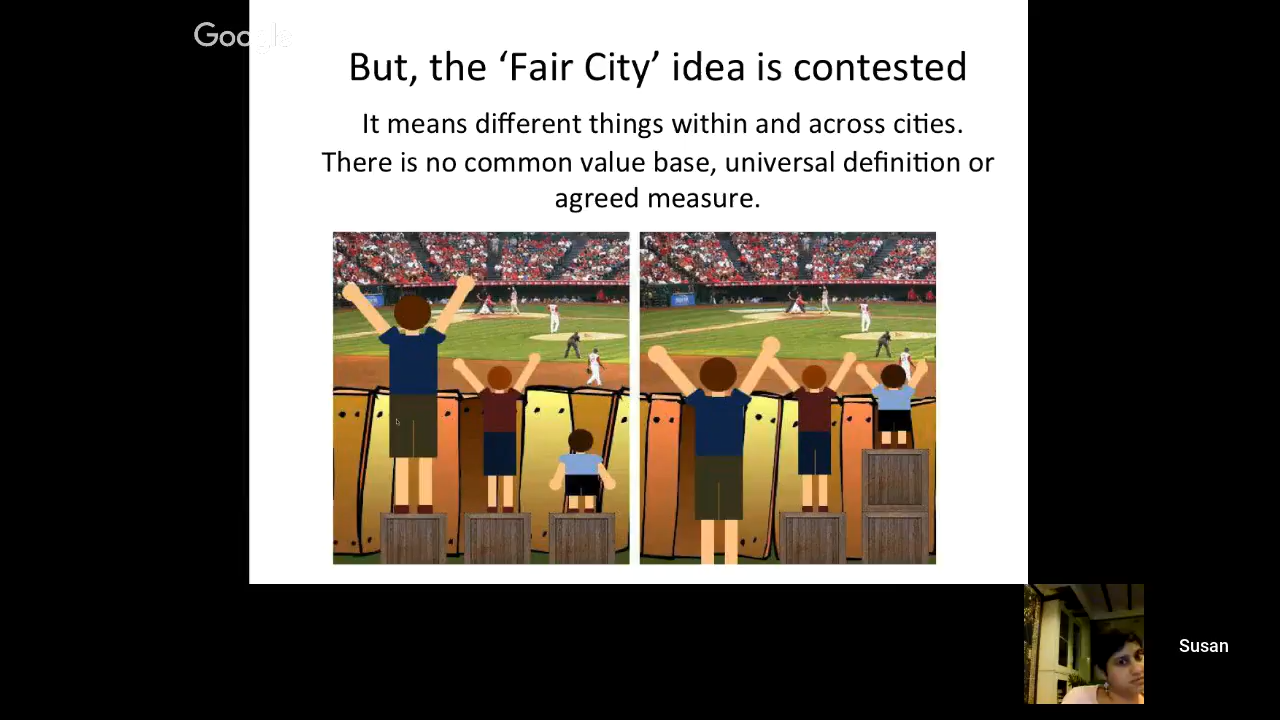 Google
But, the ‘Fair City’ idea is contested
It means different things within and across cities.
There is no common value base, universal definition or
agreed measure.
Susan